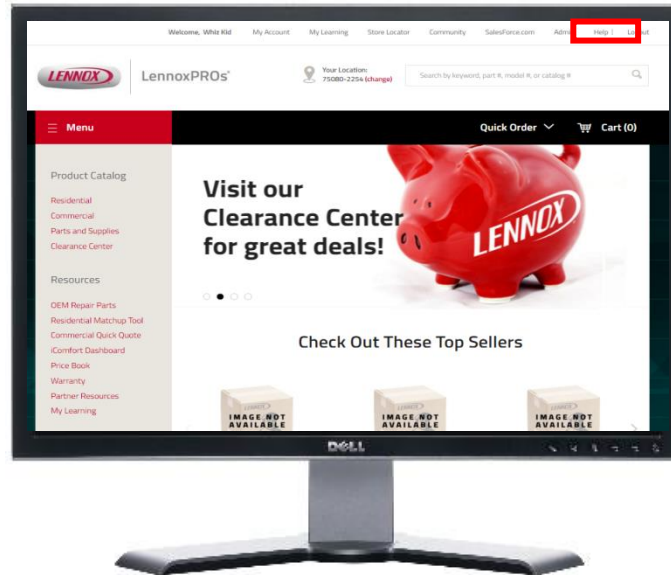 Welcome, Whiz Kid My Account My Learning Store Locator Community SalesForce.com Help |
LENNOX LennoxPROs
Your Location:
75080-2254 (change)
Search by keyword, part #, model #, or catalog #
Menu Quick Order Cart (0)
Product Catalog
Residential
Commercial
Parts and Supplies
Clearance Center
Resources
OEM Repair Parts
Residential Matchup Tool
Commercial Quick Quote
iComfort Dashboard
Price Book
Warranty
Partner Resources
My Learning
Visit our
Clearance Center
for great deals!
LENNOX
Check Out These Top Sellers
IMAGE NOT
AVAILABLE
IMAGE NOT
AVAILABLE
IMAGE NOT
AVAILABLE
DELL